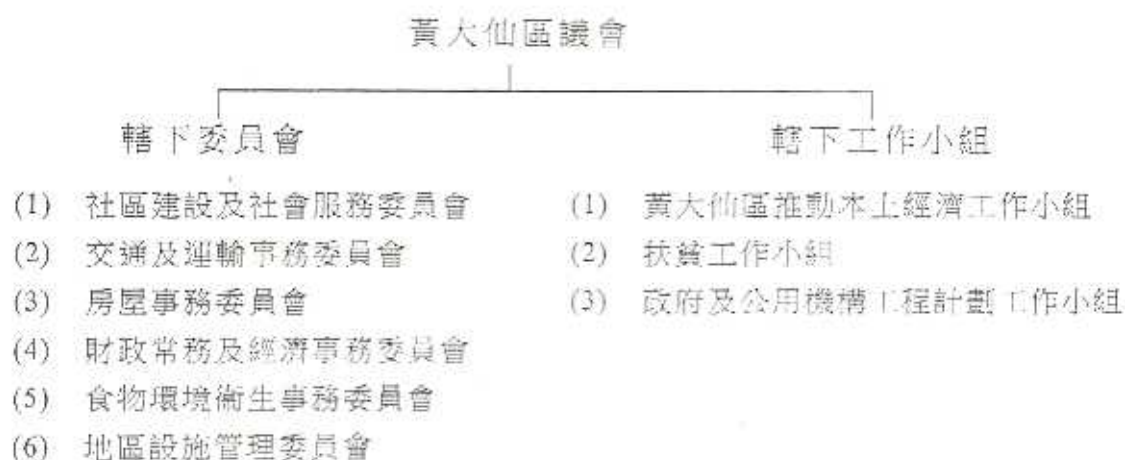 黃大仙區議會
轄下委員會
(1) 社區建設及社會服務委員會
(2) 交通及運輸事務委員會
(3) 房屋事務委員會
(4) 財政常務及經濟事務委員會
(5) 食物環境衞生事務委員會
(6) 地區設施管理委員會
轄下工作小組
(1) 黃大仙區推動本土經濟工作小組
(2) 扶貧工作小組
(3) 政府及公用機構工程計劃工作小組